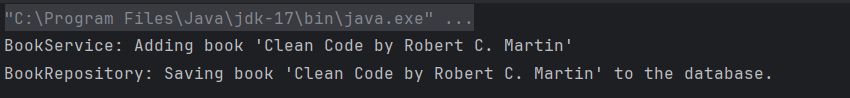 "C:\Program Files\Java\jdk-17\bin\java.exe" ...
BookService: Adding book 'Clean Code by Robert C. Martin'
BookRepository: Saving book 'Clean Code by Robert C. Martin' to the database.